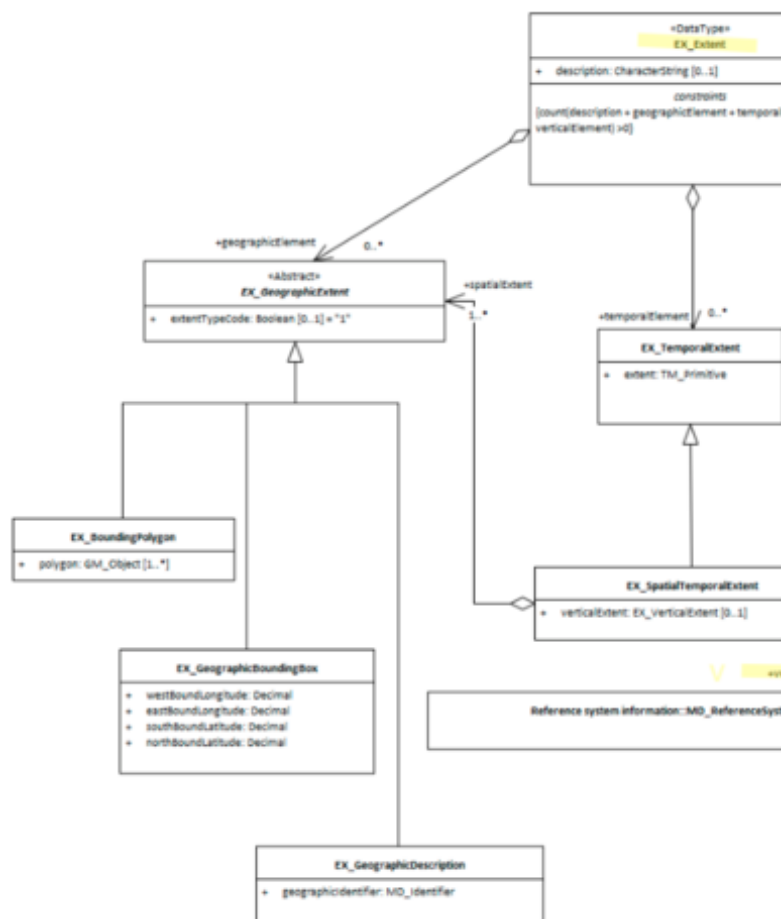 «DataType»
EX_Extent
+ description: CharacterString [0..1]
constraints
{count(description + geographicElement + temporal
verticalElement) >0}
+geographicElement
0..*
«Abstract»
EX_GeographicExtent
+ extentTypeCode: Boolean [0..1] = "1"
+spatialExtent
1..*
+temporalElement
0..*
EX_TemporalExtent
+ extent: TM_Primitive
EX_BoundingPolygon
+ polygon: GM_Object [1..*]
EX_SpatialTemporalExtent
+ verticalExtent: EX_VerticalExtent [0..1]
EX_GeographicBoundingBox
+ westBoundLongitude: Decimal
+ eastBoundLongitude: Decimal
+ southBoundLatitude: Decimal
+ northBoundLatitude: Decimal
V
Reference system information::MD_ReferenceSyst
EX_GeographicDescription
+ geographicIdentifier: MD_Identifier